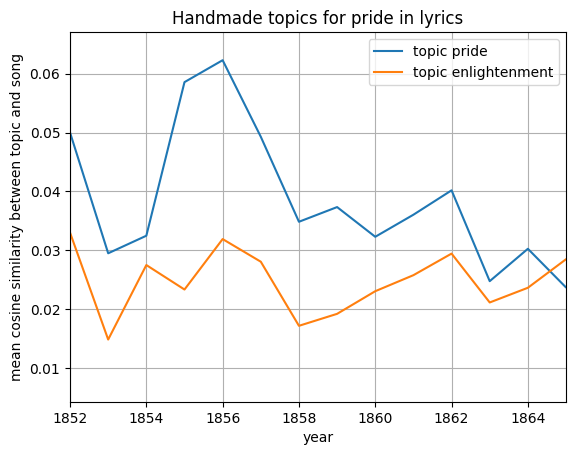 Handmade topics for pride in lyrics
topic pride
topic enlightenment
mean cosine similarity between topic and song
0.06
0.05
0.04
0.03
0.02
0.01
1852
1854
1856
1858
1860
1862
1864
year